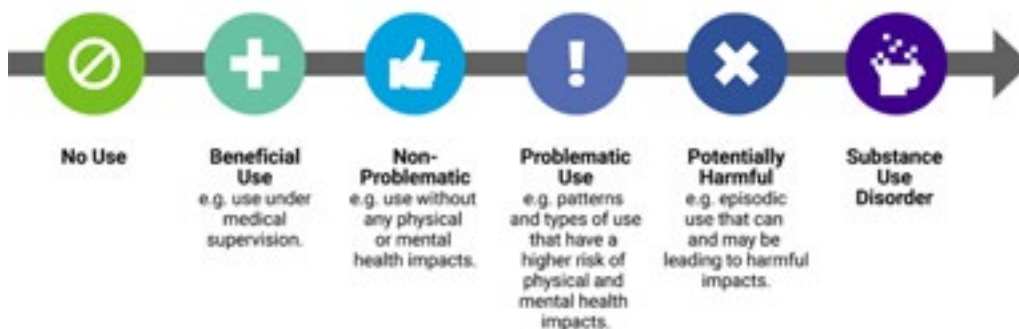 No Use
Beneficial
Use
e.g. use under
medical
supervision.
Non-
Problematic
e.g. use without
any physical
or mental
health impacts.
Problematic
Use
e.g. patterns
and types of use
that have a
higher risk of
physical and
mental health
impacts.
Potentially
Harmful
e.g. episodic
use that can
and may be
leading to harmful
impacts.
Substance
Use
Disorder